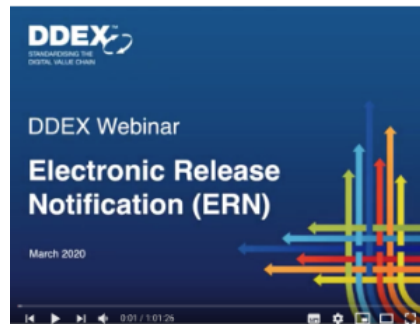 DDEX
STANDARDISING THE
DIGITAL VALUE CHAIN
DDEX Webinar
Electronic Release
Notification (ERN)
March 2020
0:01 / 1:01:26